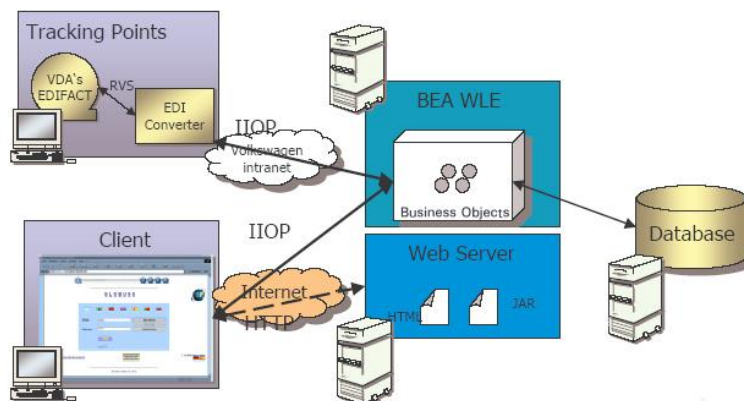 Tracking Points
VDA's
EDIFACT
RVS
EDI
Converter
IIOP
Volkswagen
intranet
BEA WLE
Business Objects
Database
Client
GLOBUSS
IIOP
Internet
HTTP
Web Server
HTML
JAR